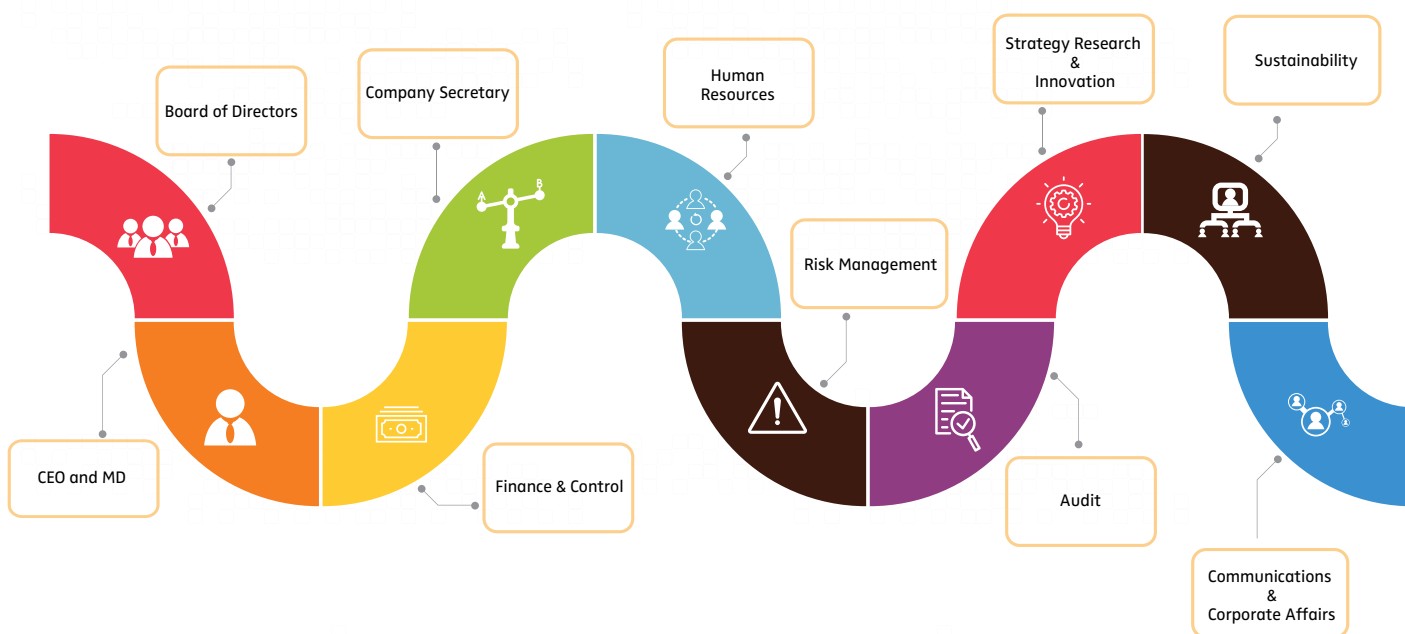 Board of Directors
CEO and MD
Company Secretary
Finance & Control
Human
Resources
Risk Management
Strategy Research
&
Innovation
Audit
Sustainability
Communications
&
Corporate Affairs
A
B